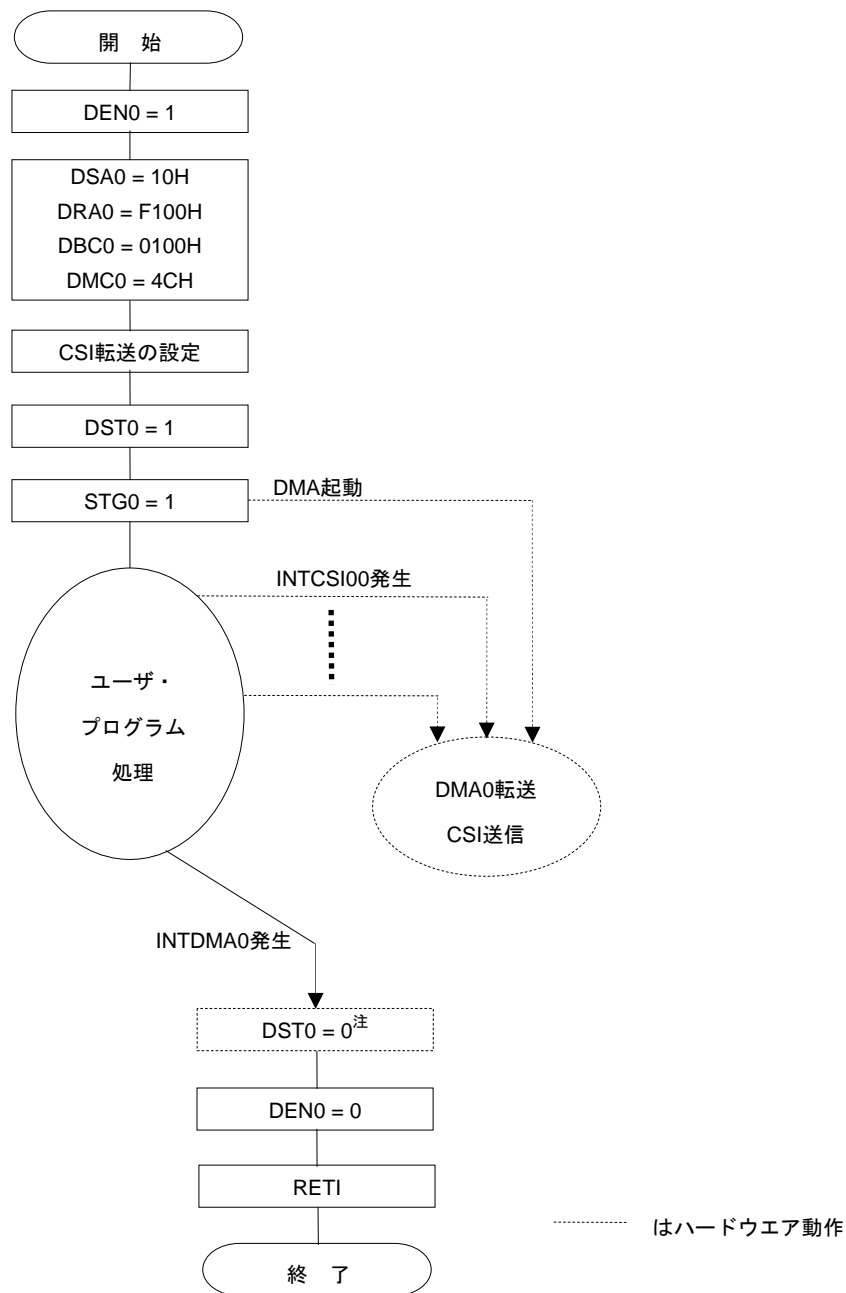 開 始
DEN0 = 1
DSA0 = 10H
DRA0 = F100H
DBC0 = 0100H
DMC0 = 4CH
CSI転送の設定
DST0 = 1
STG0 = 1
DMA起動
INTCSI00発生
ユーザ・
プログラム
処理
DMA0転送
CSI送信
INTDMA0発生
DST0 = 0注
DEN0 = 0
RETI
はハードウエア動作
終 了